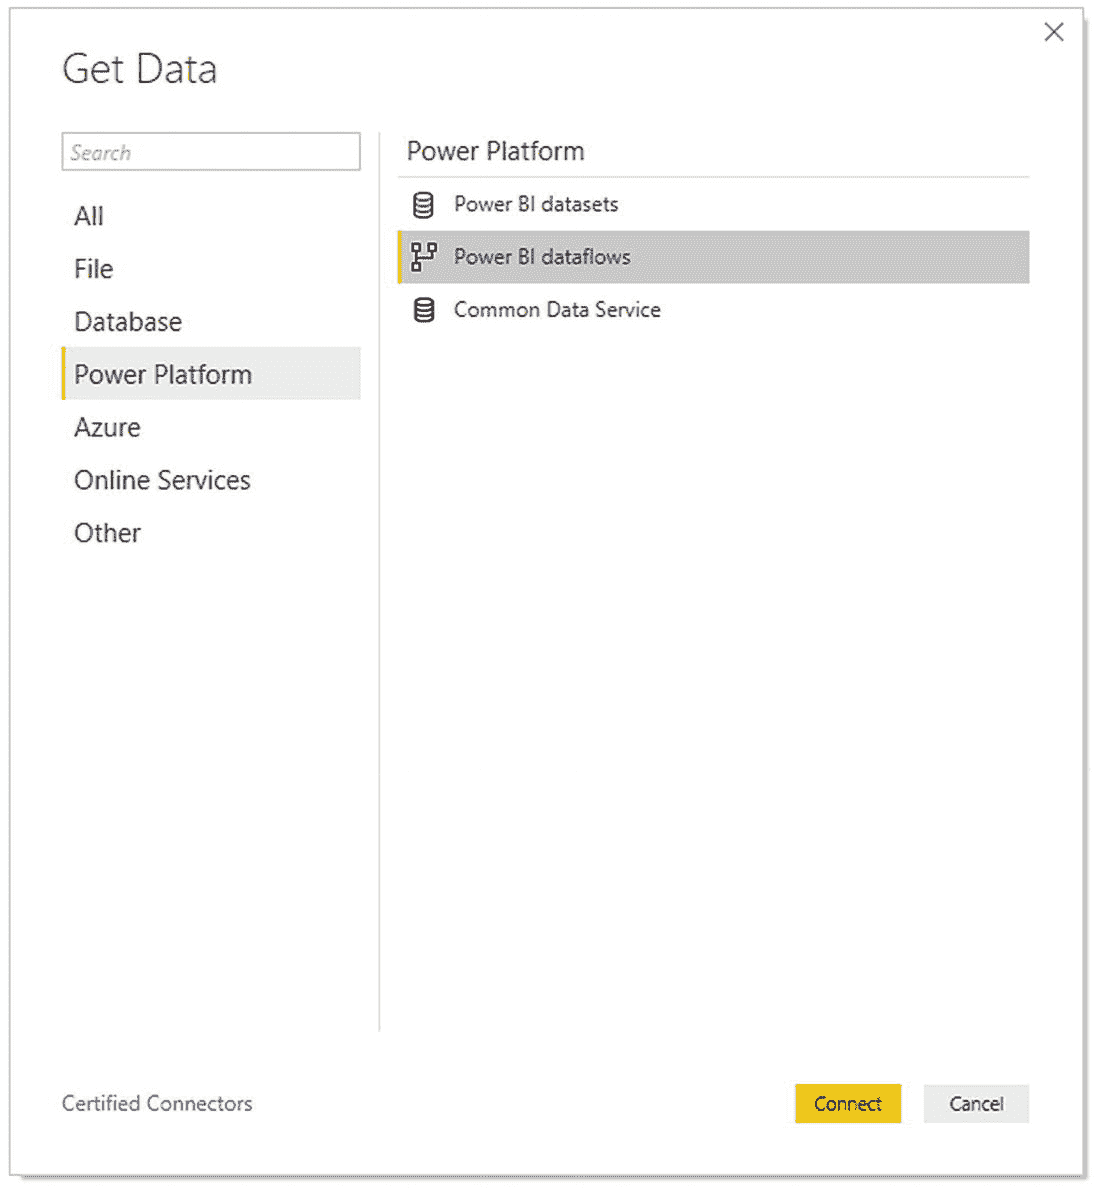 Get Data
Search
All
File
Database
Power Platform
Azure
Online Services
Other
Power Platform
Power BI datasets
Power BI dataflows
Common Data Service
Certified Connectors
Connect
Cancel